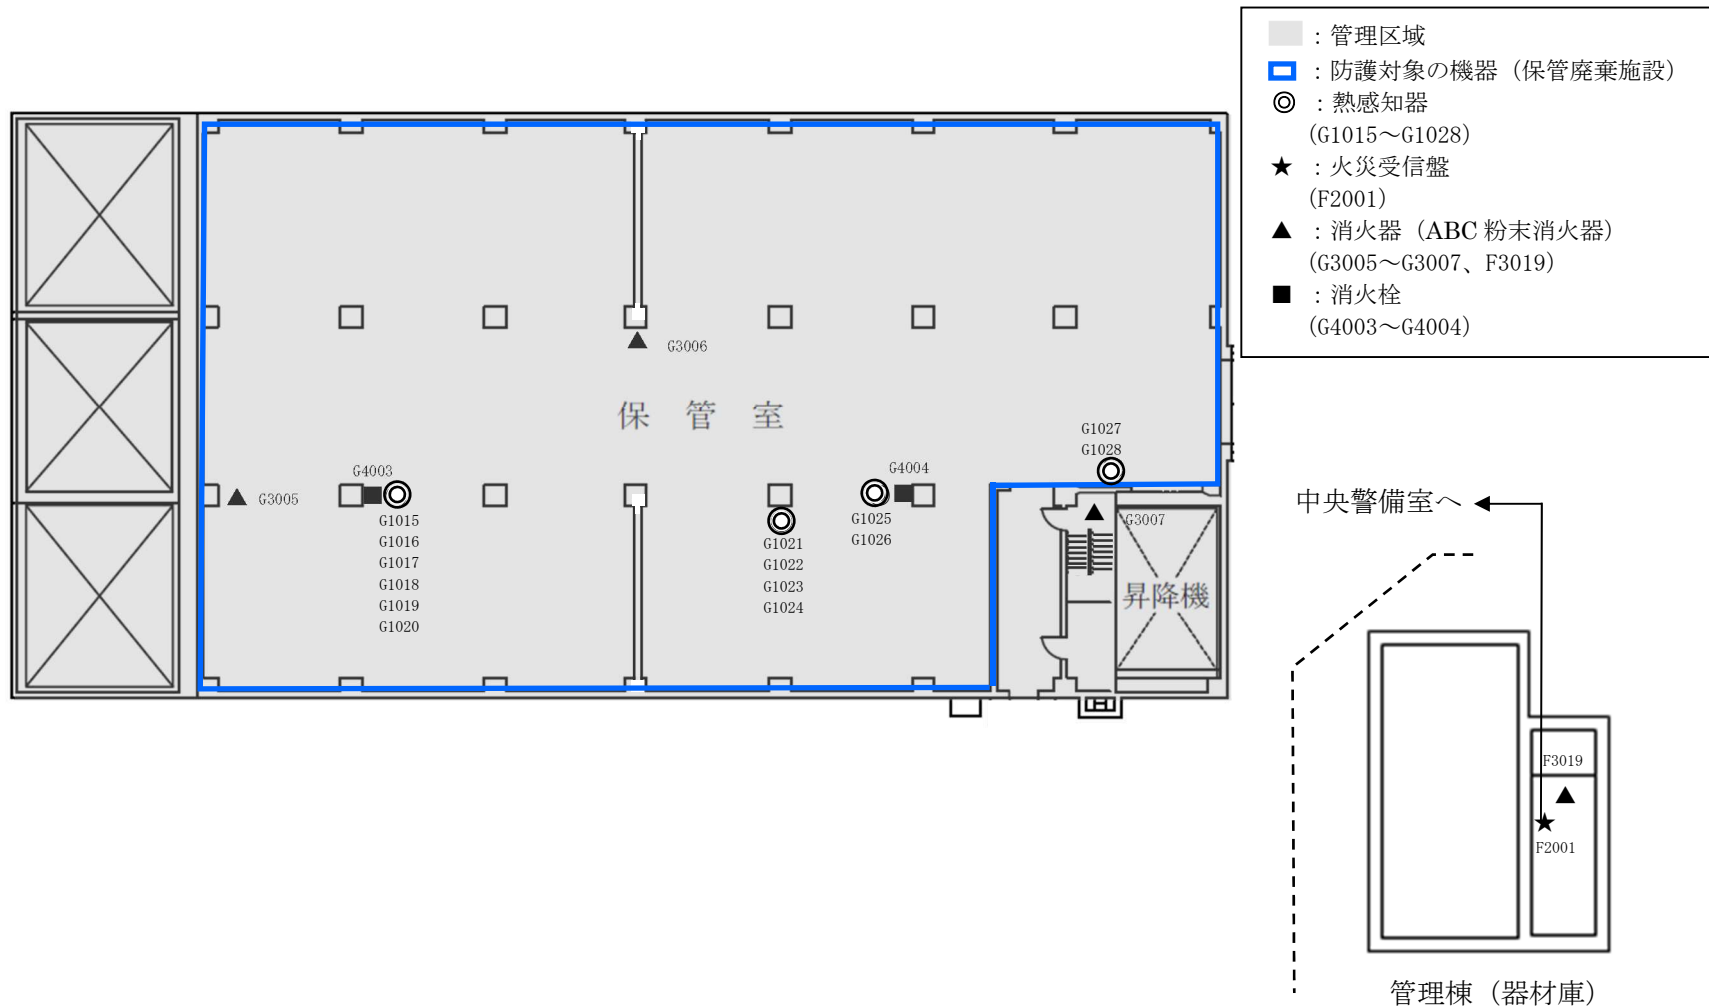 ：管理区域
：防護対象の機器（保管廃棄施設）
：熱感知器
(G1015～G1028)
：火災受信盤
(F2001)
：消火器（ABC 粉末消火器）
(G3005～G3007、F3019)
：消火栓
(G4003～G4004)
G3006
保 管 室
G1027
G1028
G4003
G4004
G3005
G1015
G1016
G1017
G1018
G1019
G1020
G1021
G1022
G1023
G1024
G1025
G1026
G3007
昇降機
中央警備室へ
F3019
F2001
管理棟（器材庫）